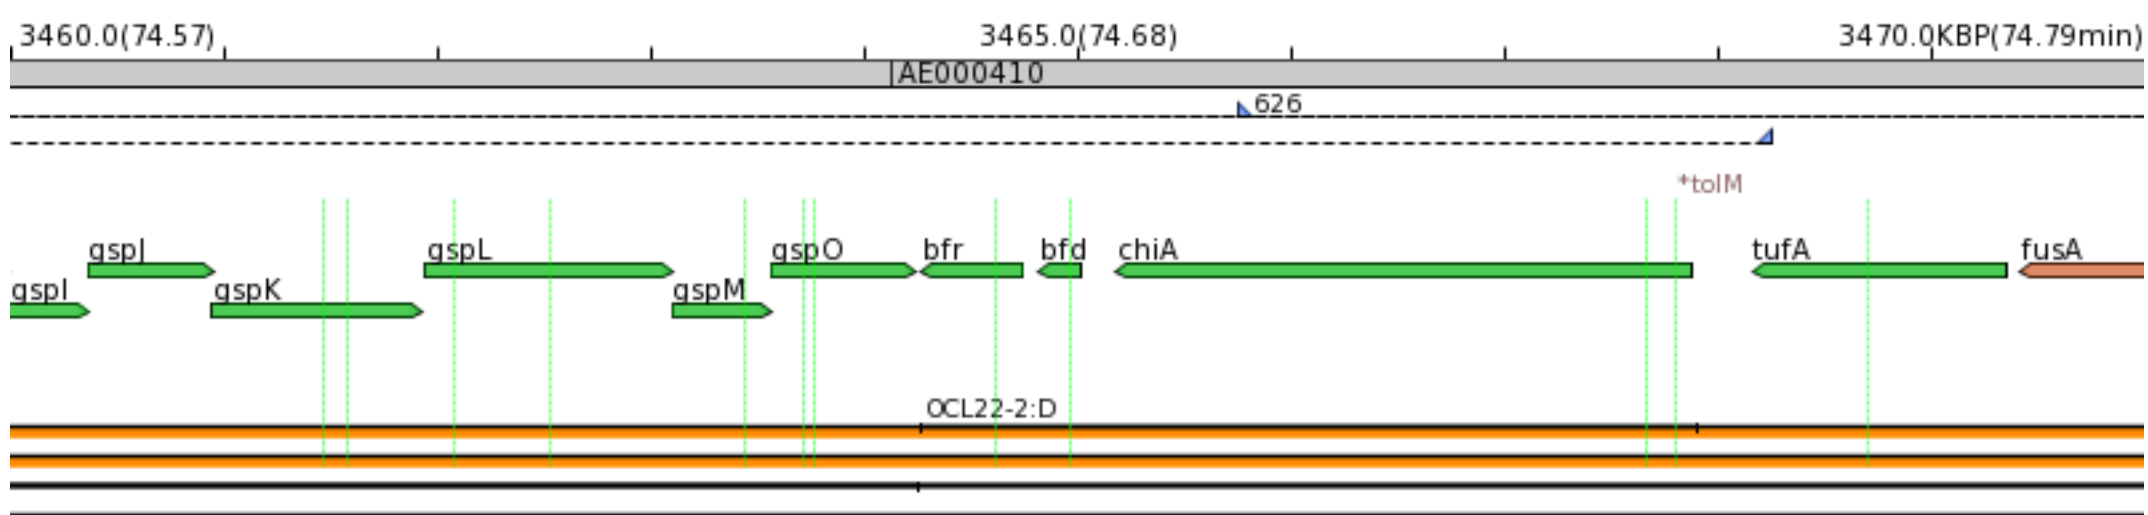 3460.0(74.57) 3465.0(74.68) 3470.0KBP(74.79min)
AE000410
626
*tolM
gspJ gspL gspO bfr bfd chiA tufA fusA
gspI gspK gspM
OCL22-2:D